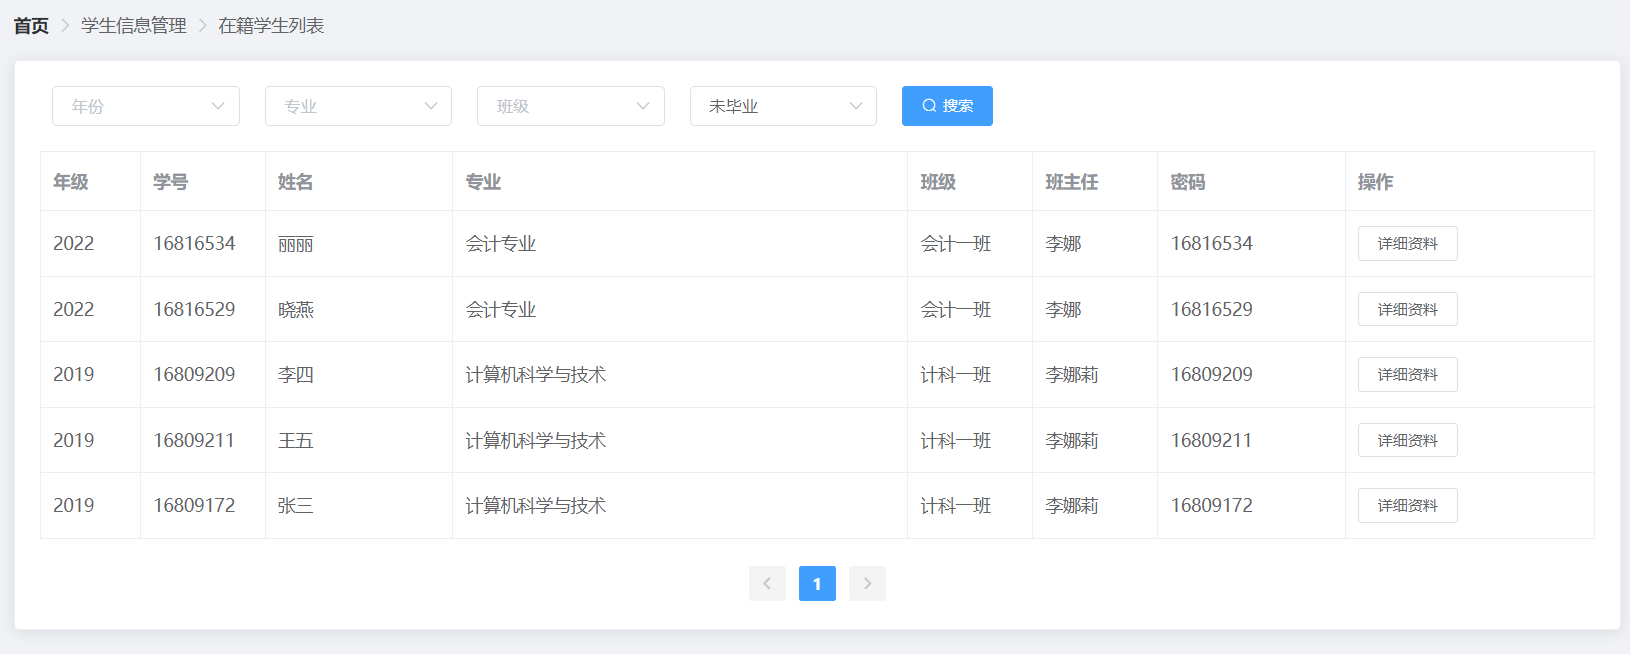 首页 > 学生信息管理 > 在籍学生列表
年份 专业 班级 未毕业 搜索
年级 学号 姓名 专业 班级 班主任 密码 操作
2022 16816534 丽丽 会计专业 会计一班 李娜 16816534 详细资料
2022 16816529 晓燕 会计专业 会计一班 李娜 16816529 详细资料
2019 16809209 李四 计算机科学与技术 计科一班 李娜莉 16809209 详细资料
2019 16809211 王五 计算机科学与技术 计科一班 李娜莉 16809211 详细资料
2019 16809172 张三 计算机科学与技术 计科一班 李娜莉 16809172 详细资料
< 1 >